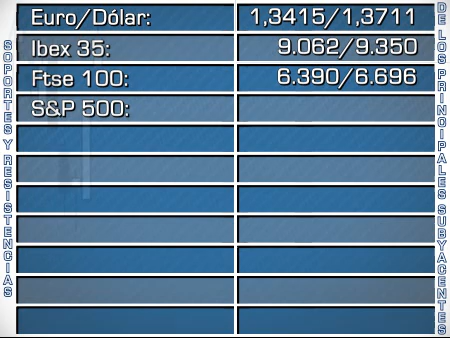 SOPORTES Y RESISTENCIAS
DE LOS PRINCIPALES SUBYACENTES
Euro/Dólar: 1,3415/1,3711
Ibex 35: 9.062/9.350
Ftse 100: 6.390/6.696
S&P 500: